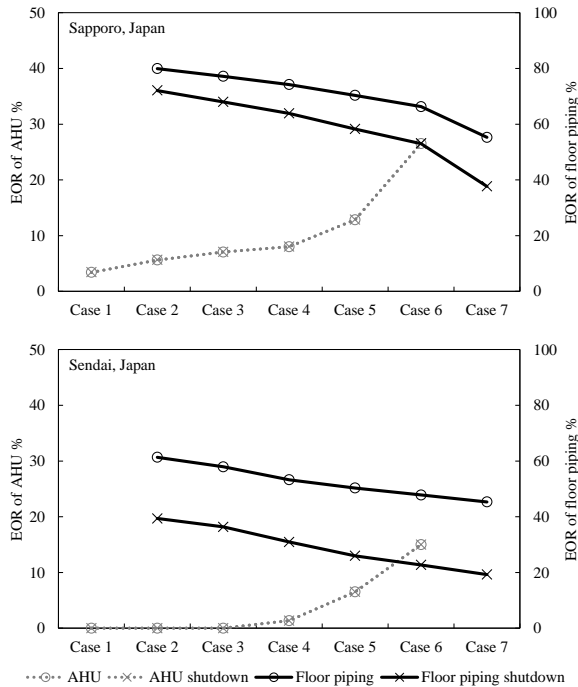 Sapporo, Japan
EOR of AHU %
50
40
30
20
10
0
EOR of floor piping %
100
80
60
40
20
0
Case 1 Case 2 Case 3 Case 4 Case 5 Case 6 Case 7
Sendai, Japan
EOR of AHU %
50
40
30
20
10
0
EOR of floor piping %
100
80
60
40
20
0
Case 1 Case 2 Case 3 Case 4 Case 5 Case 6 Case 7
AHU AHU shutdown Floor piping Floor piping shutdown